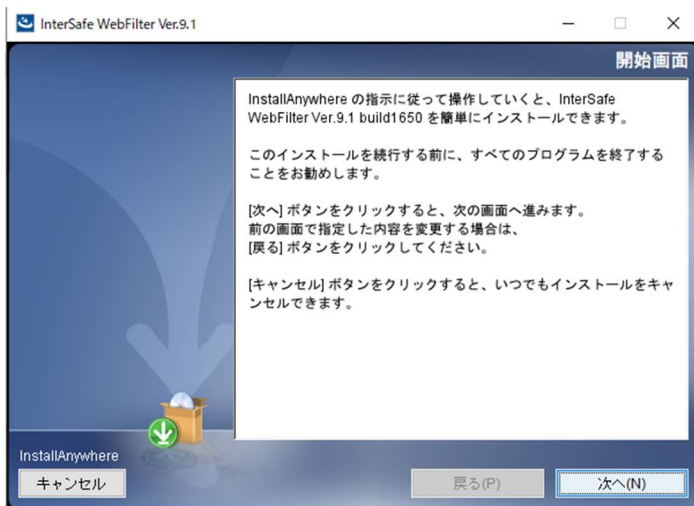 InterSafe WebFilter Ver.9.1
開始画面
InstallAnywhere の指示に従って操作していくと、InterSafe
WebFilter Ver.9.1 build1650 を簡単にインストールできます。
このインストールを続行する前に、すべてのプログラムを終了する
ことをお勧めします。
[次へ] ボタンをクリックすると、次の画面へ進みます。
前の画面で指定した内容を変更する場合は、
[戻る] ボタンをクリックしてください。
[キャンセル] ボタンをクリックすると、いつでもインストールをキャ
ンセルできます。
InstallAnywhere
キャンセル
戻る(P)
次へ(N)